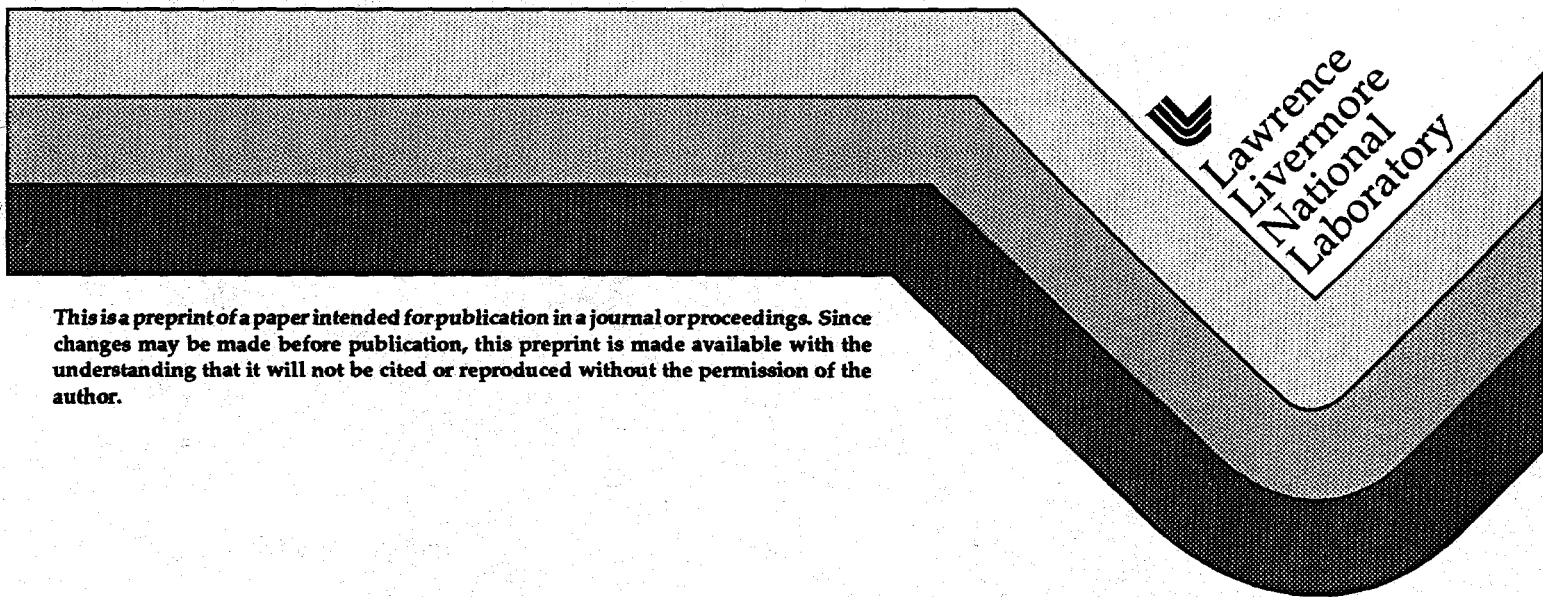 Lawrence
Livermore
National
Laboratory
This is a preprint of a paper intended for publication in a journal or proceedings. Since
changes may be made before publication, this preprint is made available with the
understanding that it will not be cited or reproduced without the permission of the
author.